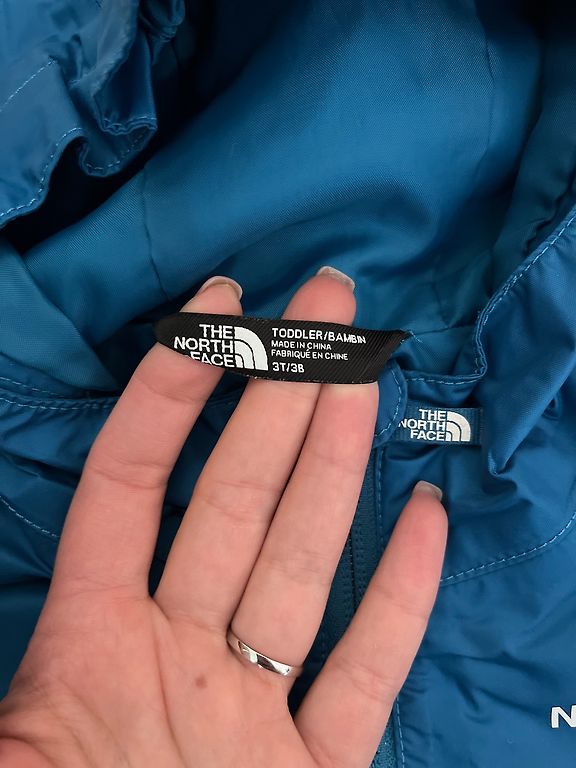 THE
NORTH
FACE
TODDLER/BAMBIN
MADE IN CHINA
FABRIQUÉ EN CHINE
3T/3B
THE
NORTH
FACE
N